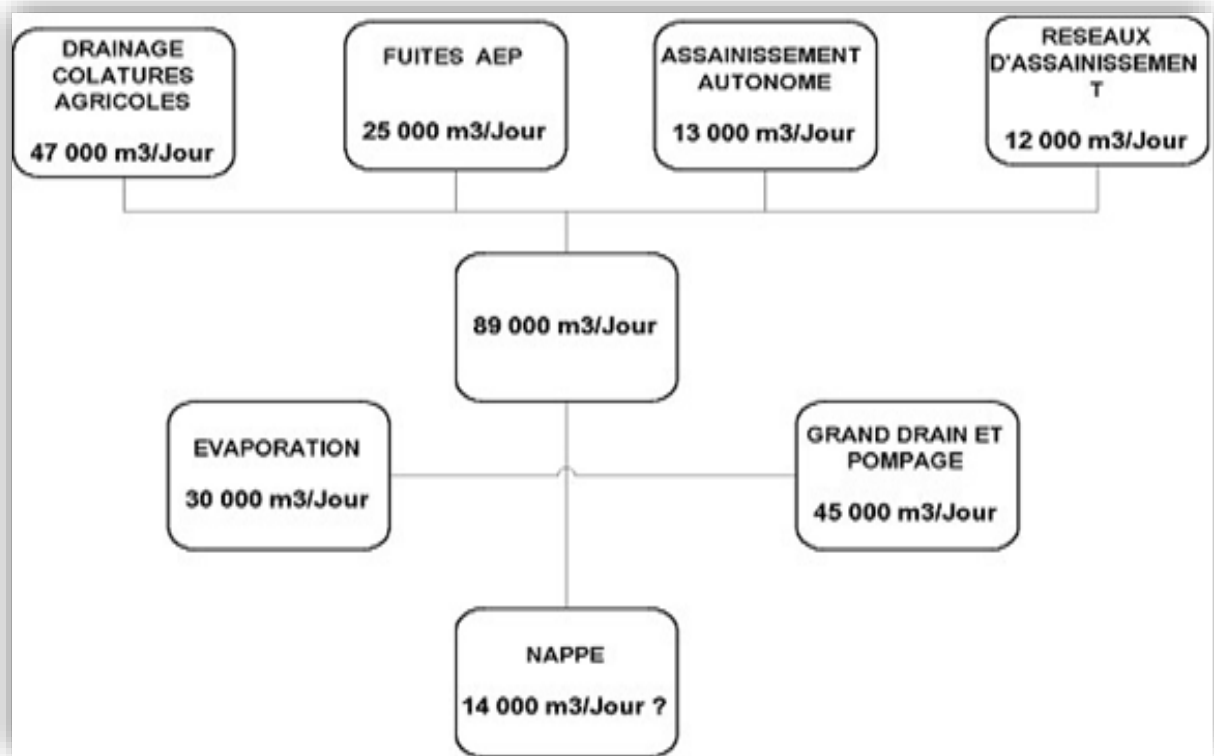 DRAINAGE
COLATURES
AGRICOLES
47 000 m3/Jour
FUITES AEP
25 000 m3/Jour
ASSAINISSEMENT
AUTONOME
13 000 m3/Jour
RESEAUX
D'ASSAINISSEMEN
T
12 000 m3/Jour
89 000 m3/Jour
EVAPORATION
30 000 m3/Jour
GRAND DRAIN ET
POMPAGE
45 000 m3/Jour
NAPPE
14 000 m3/Jour ?